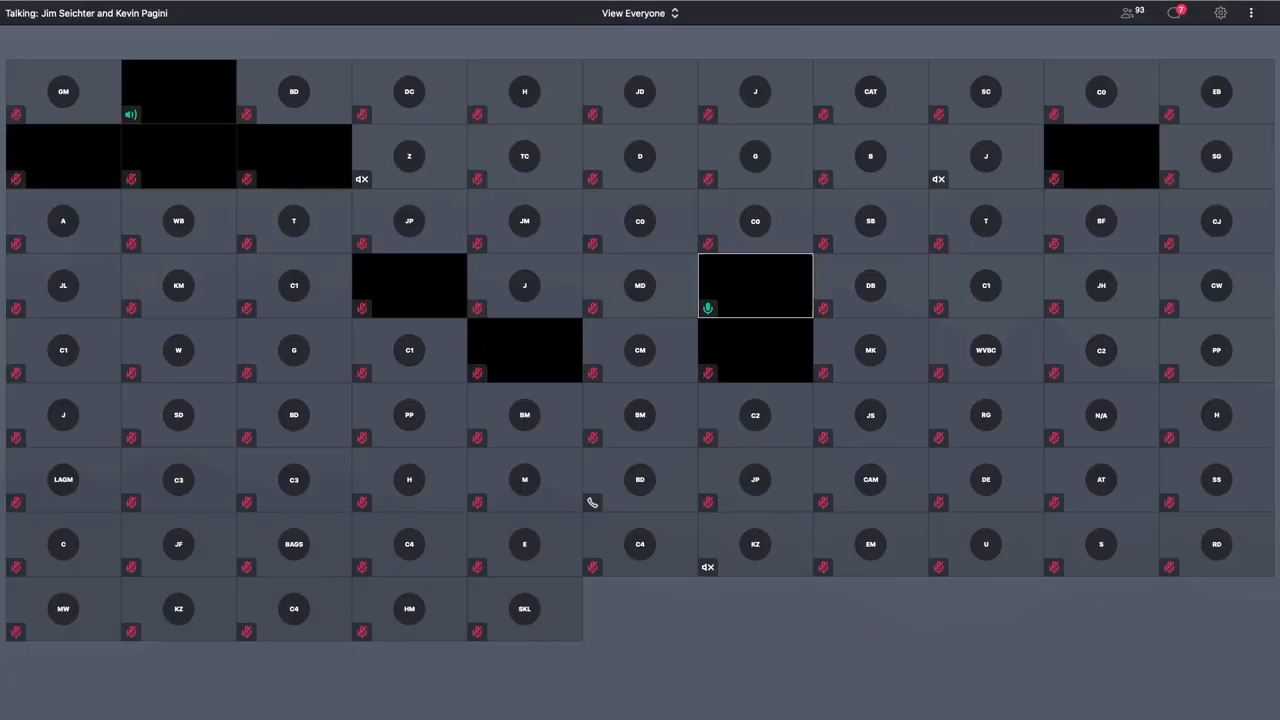 Talking: Jim Seichter and Kevin Pagini View Everyone 93 7
GM BD DC H JD J CAT SC C0 EB
Z TC D G B J SG
A WB T JP JM C0 C0 SB T BF CJ
JL KM C1 J MD DB C1 JH CW
C1 W G C1 CM MK WVBC C2 PP
J SD BD PP BM BM C2 JS RG N/A H
LAGM C3 C3 H M BD JP CAM DE AT SS
C JF BAGS C4 E C4 KZ EM U S RD
MW KZ C4 HM SKL